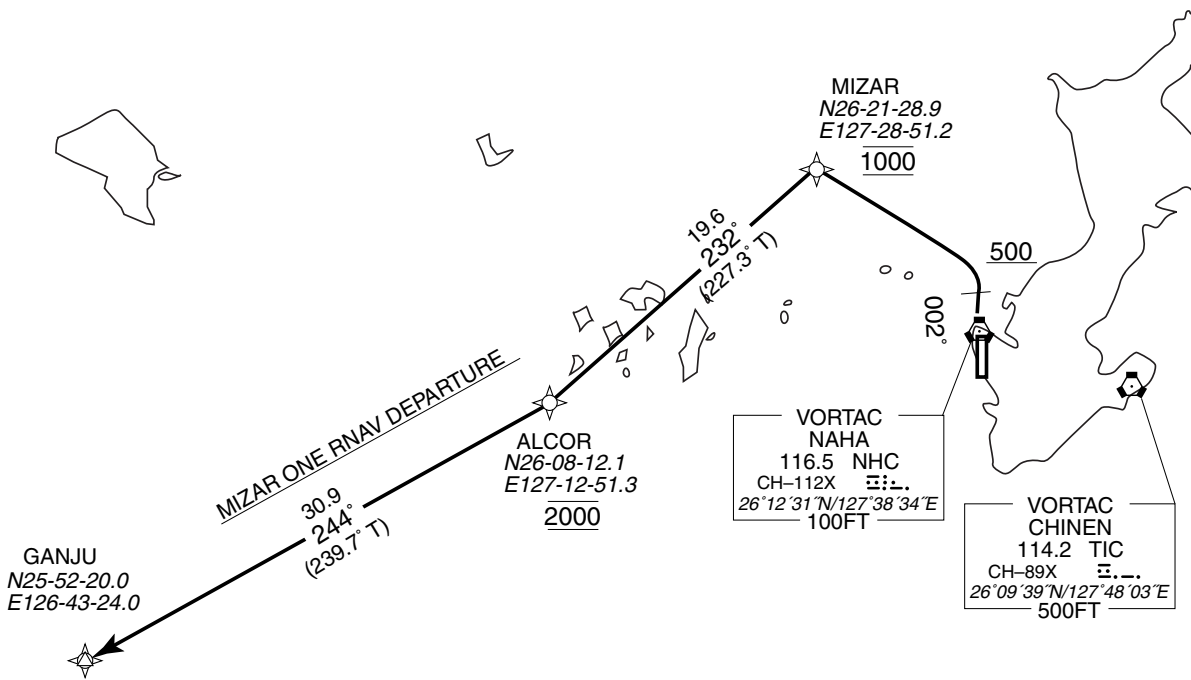 MIZAR
N26-21-28.9
E127-28-51.2
1000
500
002°
19.6
232°
(227.3° T)
MIZAR ONE RNAV DEPARTURE
ALCOR
N26-08-12.1
E127-12-51.3
2000
30.9
244°
(239.7° T)
GANJU
N25-52-20.0
E126-43-24.0
VORTAC
NAHA
116.5 NHC
CH–112X
26°12´31˝N/127°38´34˝E
100FT
VORTAC
CHINEN
114.2 TIC
CH–89X
26°09´39˝N/127°48´03˝E
500FT